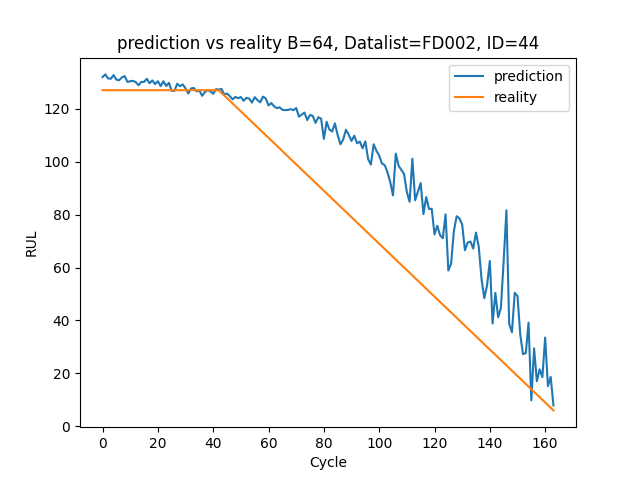 prediction vs reality B=64, Datalist=FD002, ID=44
prediction
reality
RUL
120
100
80
60
40
20
0
0 20 40 60 80 100 120 140 160
Cycle